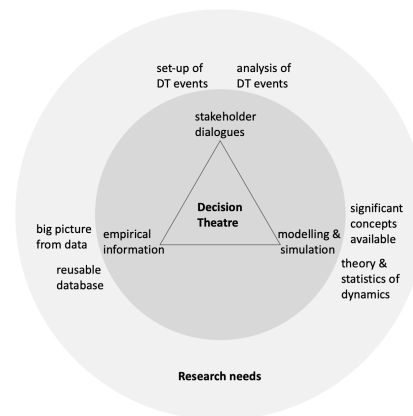 set-up of
DT events
analysis of
DT events
stakeholder
dialogues
Decision
Theatre
big picture
from data
reusable
database
empirical
information
modelling &
simulation
significant
concepts
available
theory &
statistics of
dynamics
Research needs